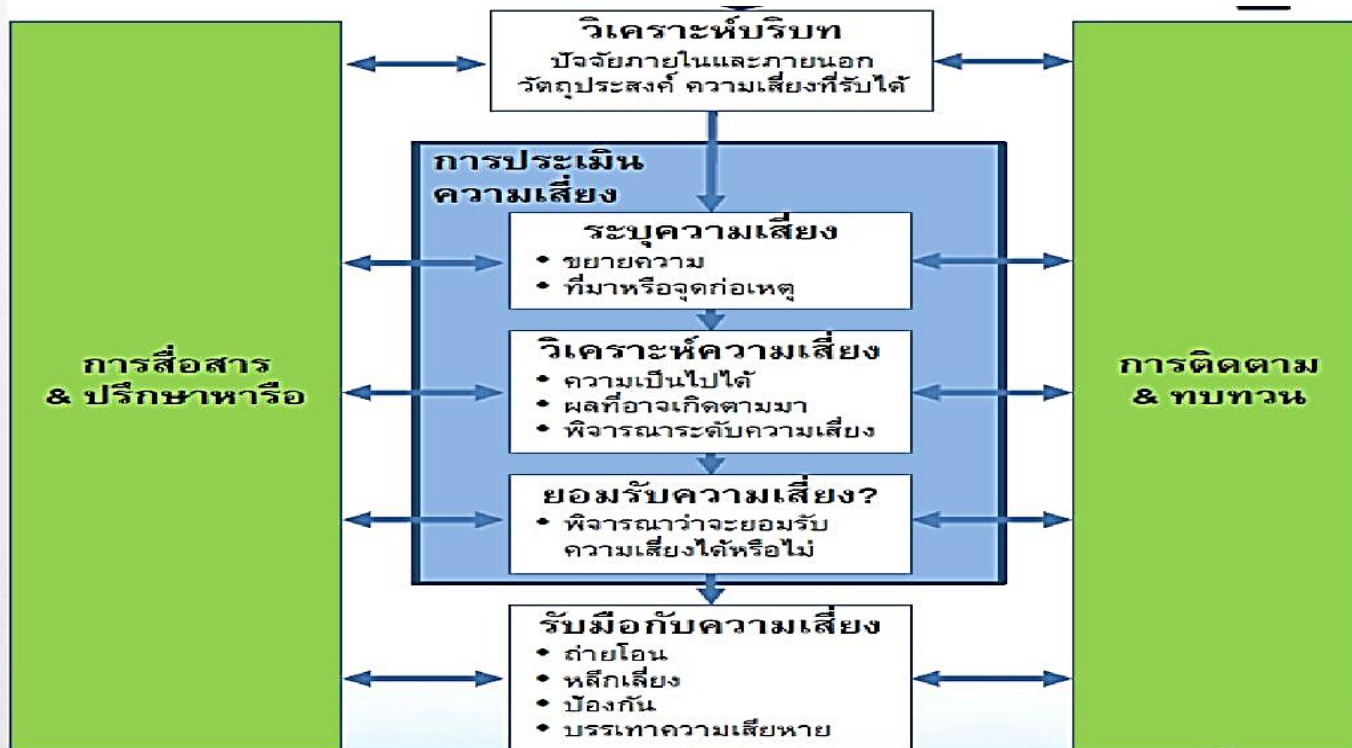 วิเคราะห์บริบท
ปัจจัยภายในและภายนอก
วัตถุประสงค์ ความเสี่ยงที่รับได้
การประเมิน
ความเสี่ยง
ระบุความเสี่ยง
• ขยายความ
• ที่มาหรือจุดก่อเหตุ
การสื่อสาร
& ปรึกษาหารือ
วิเคราะห์ความเสี่ยง
• ความเป็นไปได้
• ผลที่อาจเกิดตามมา
• พิจารณาระดับความเสี่ยง
การติดตาม
& ทบทวน
ยอมรับความเสี่ยง?
• พิจารณาว่าจะยอมรับ
ความเสี่ยงได้หรือไม่
รับมือกับความเสี่ยง
• ถ่ายโอน
• หลีกเลี่ยง
• ป้องกัน
• บรรเทาความเสียหาย